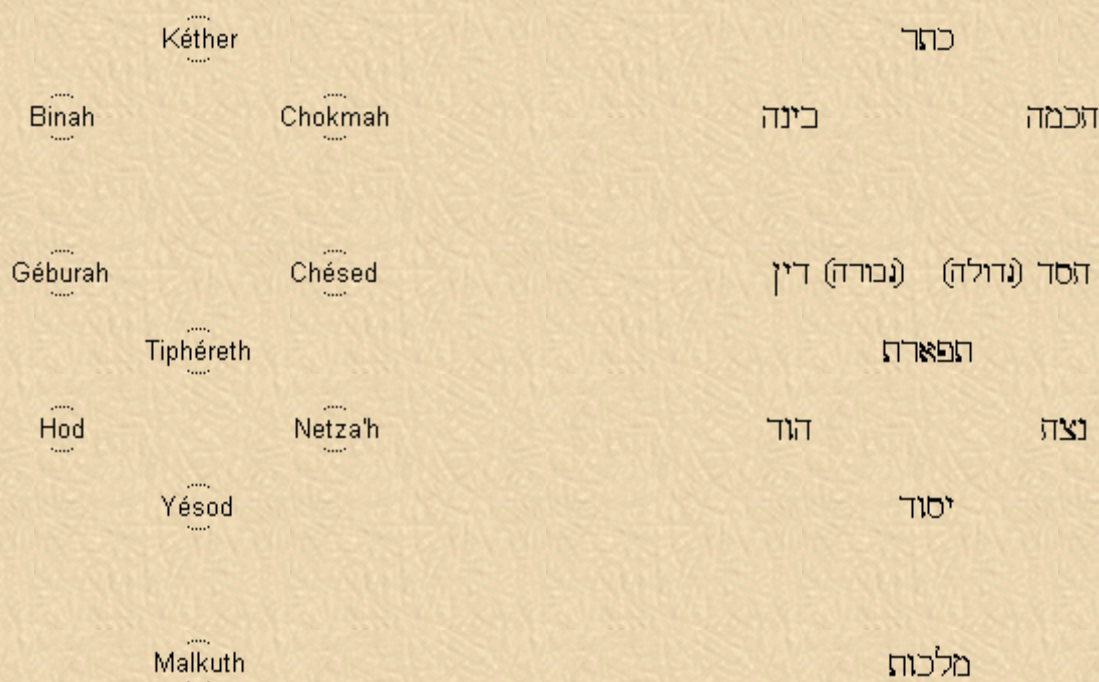 Kéther
Binah Chokmah
Géburah Chésed
Tiphéreth
Hod Netza'h
Yésod
Malkuth
כתר
חכמה בינה
חסד (גדולה) (גבורה) דין
תפארת
נצח הוד
יסוד
מלכות